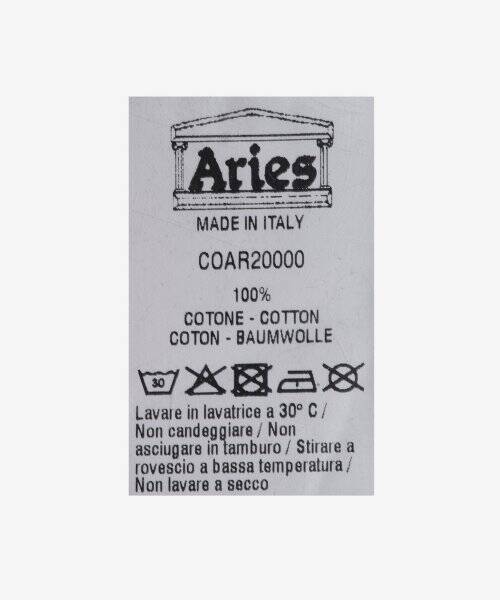 Aries
MADE IN ITALY
COAR20000
100%
COTONE - COTTON
COTON - BAUMWOLLE
30
Lavare in lavatrice a 30° C /
Non candeggiare / Non
asciugare in tamburo / Stirare a
rovescio a bassa temperatura /
Non lavare a secco